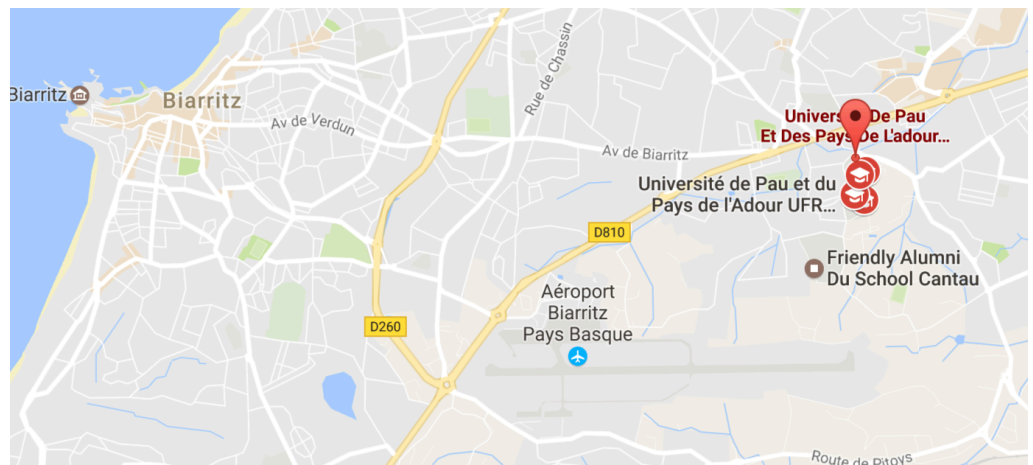 Biarritz
Biarritz
Av de Verdun
Rue de Chassin
Av de Biarritz
Université De Pau
Et Des Pays De L'adour...
Université de Pau et du
Pays de l'Adour UFR...
D810
Friendly Alumni
Du School Cantau
Aéroport
Biarritz
Pays Basque
D260
Route de Pitoys